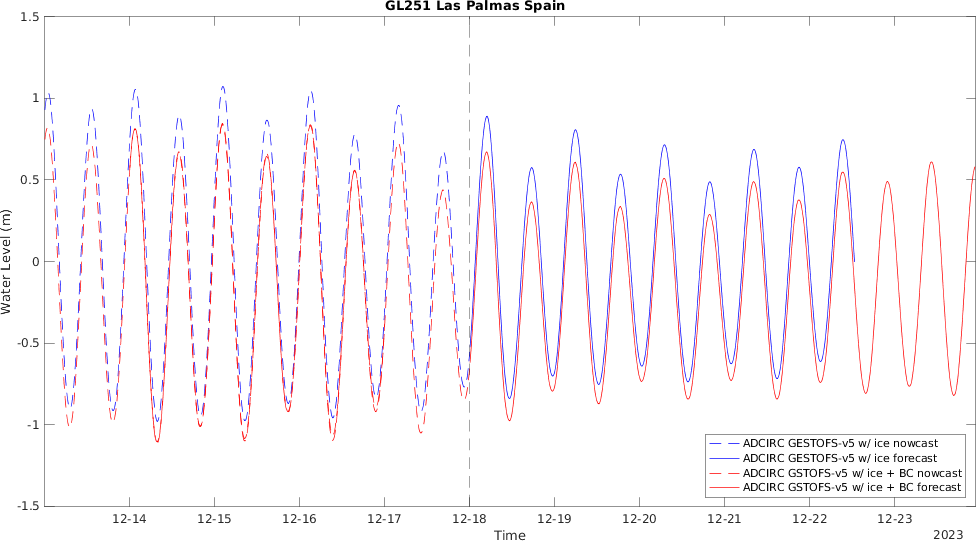 GL251 Las Palmas Spain
1.5
1
0.5
0
-0.5
-1
-1.5
Water Level (m)
12-14
12-15
12-16
12-17
12-18
12-19
12-20
12-21
12-22
12-23
Time
2023
ADCIRC GESTOFS-v5 w/ ice nowcast
ADCIRC GESTOFS-v5 w/ ice forecast
ADCIRC GSTOFS-v5 w/ ice + BC nowcast
ADCIRC GSTOFS-v5 w/ ice + BC forecast